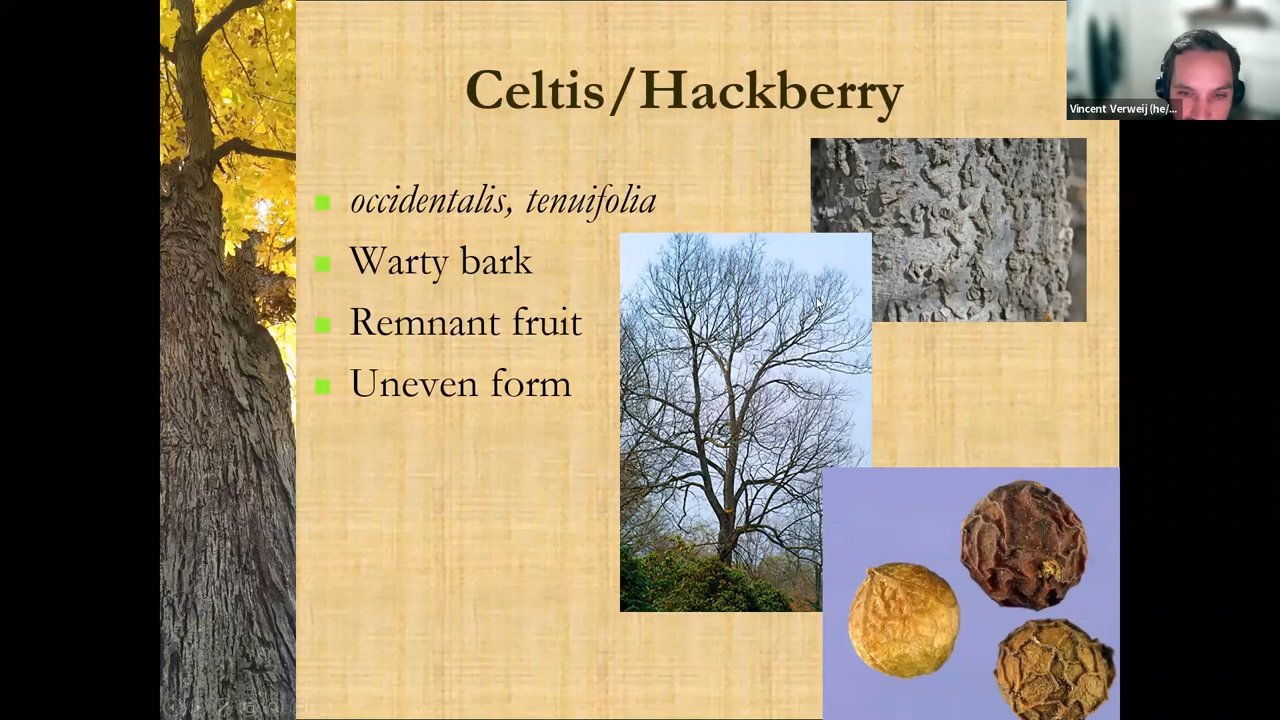 Celtis/Hackberry
Vincent Verweij (he/...
occidentalis, tenuifolia
Warty bark
Remnant fruit
Uneven form